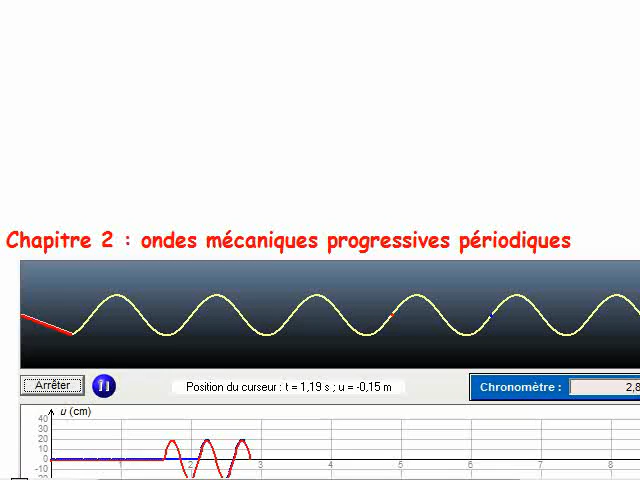 Chapitre 2 : ondes mécaniques progressives périodiques
Arrêter
Position du curseur : t = 1,19 s ; u = -0,15 m
Chronomètre :
2,8
u (cm)
40
30
20
10
0
-10
1 2 3 4 5 6 7 8